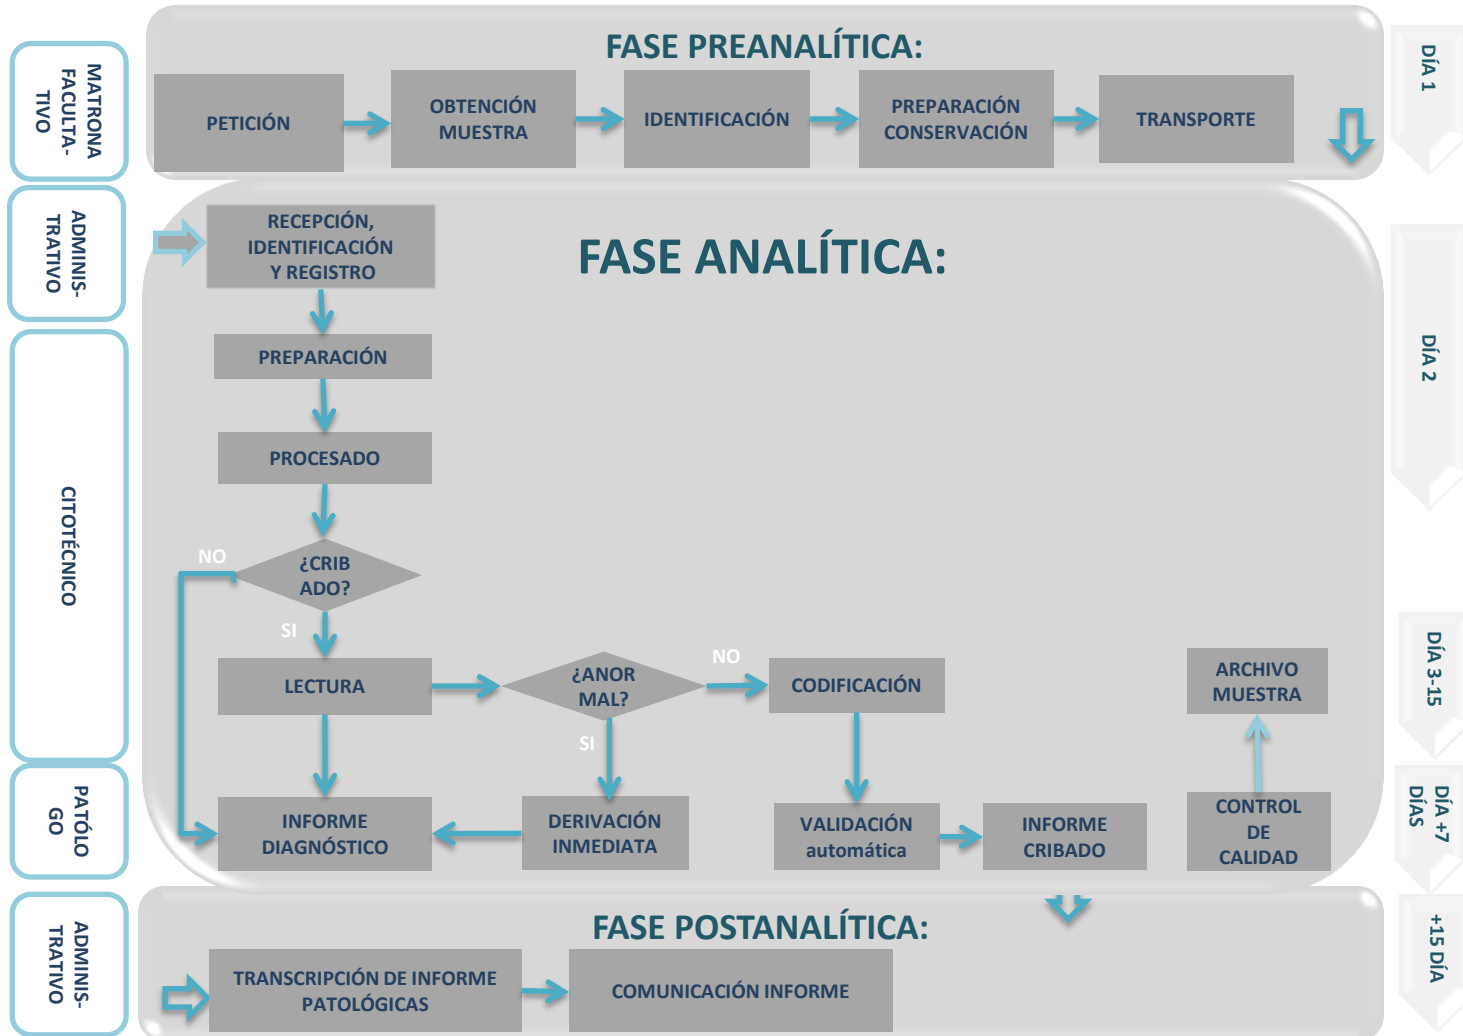 FASE PREANALÍTICA:
MATRONA
FACULTA-
TIVO
PETICIÓN
OBTENCIÓN
MUESTRA
IDENTIFICACIÓN
PREPARACIÓN
CONSERVACIÓN
TRANSPORTE
DÍA 1
FASE ANALÍTICA:
ADMINIS-
TRATIVO
RECEPCIÓN,
IDENTIFICACIÓN
Y REGISTRO
DÍA 2
PREPARACIÓN
PROCESADO
CITOTÉCNICO
NO
¿CRIB
ADO?
SI
LECTURA
¿ANOR
MAL?
NO
SI
CODIFICACIÓN
ARCHIVO
MUESTRA
DÍA 3-15
PATÓLO
GO
INFORME
DIAGNÓSTICO
DERIVACIÓN
INMEDIATA
VALIDACIÓN
automática
INFORME
CRIBADO
CONTROL
DE
CALIDAD
DÍA +7
DÍAS
FASE POSTANALÍTICA:
ADMINIS-
TRATIVO
TRANSCRIPCIÓN DE INFORME
PATOLÓGICAS
COMUNICACIÓN INFORME
+15 DÍA